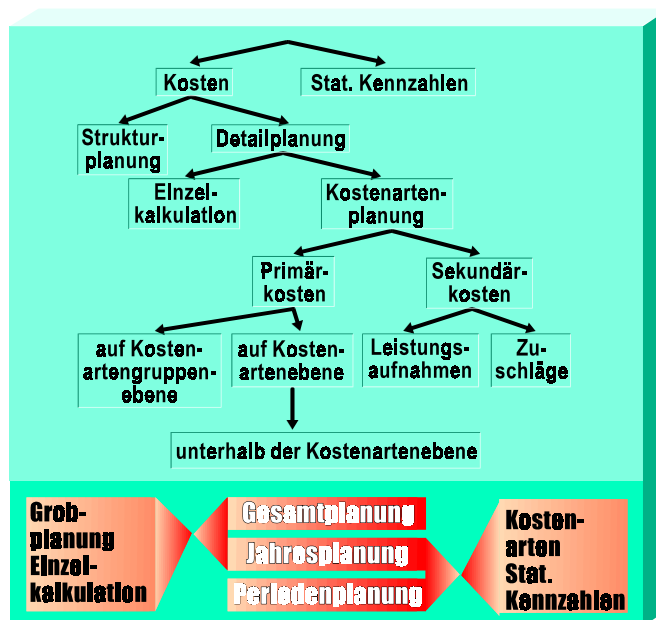 Kosten
Stat. Kennzahlen
Struktur-
planung
Detailplanung
Einzel-
kalkulation
Kostenarten-
planung
Primär-
kosten
Sekundär-
kosten
auf Kosten-
artengruppen-
ebene
auf Kosten-
artenebene
Leistungs-
aufnahmen
Zu-
schläge
unterhalb der Kostenartenebene
Grob-
planung
Einzel-
kalkulation
Gesamtplanung
Jahresplanung
Periodenplanung
Kosten-
arten
Stat.
Kennzahlen